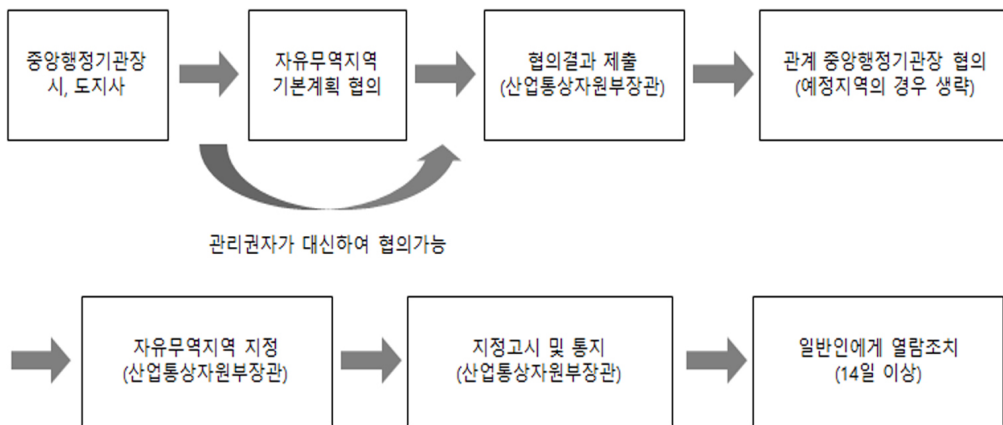 중앙행정기관장
시, 도지사
자유무역지역
기본계획 협의
협의결과 제출
(산업통상자원부장관)
관계 중앙행정기관장 협의
(예정지역의 경우 생략)
관리권자가 대신하여 협의가능
자유무역지역 지정
(산업통상자원부장관)
지정고시 및 통지
(산업통상자원부장관)
일반인에게 열람조치
(14일 이상)